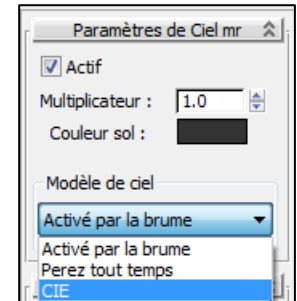 Paramètres de Ciel mr
Actif
Multiplicateur : 1.0
Couleur sol :
Modèle de ciel
Activé par la brume
Activé par la brume
Perez tout temps
CIE